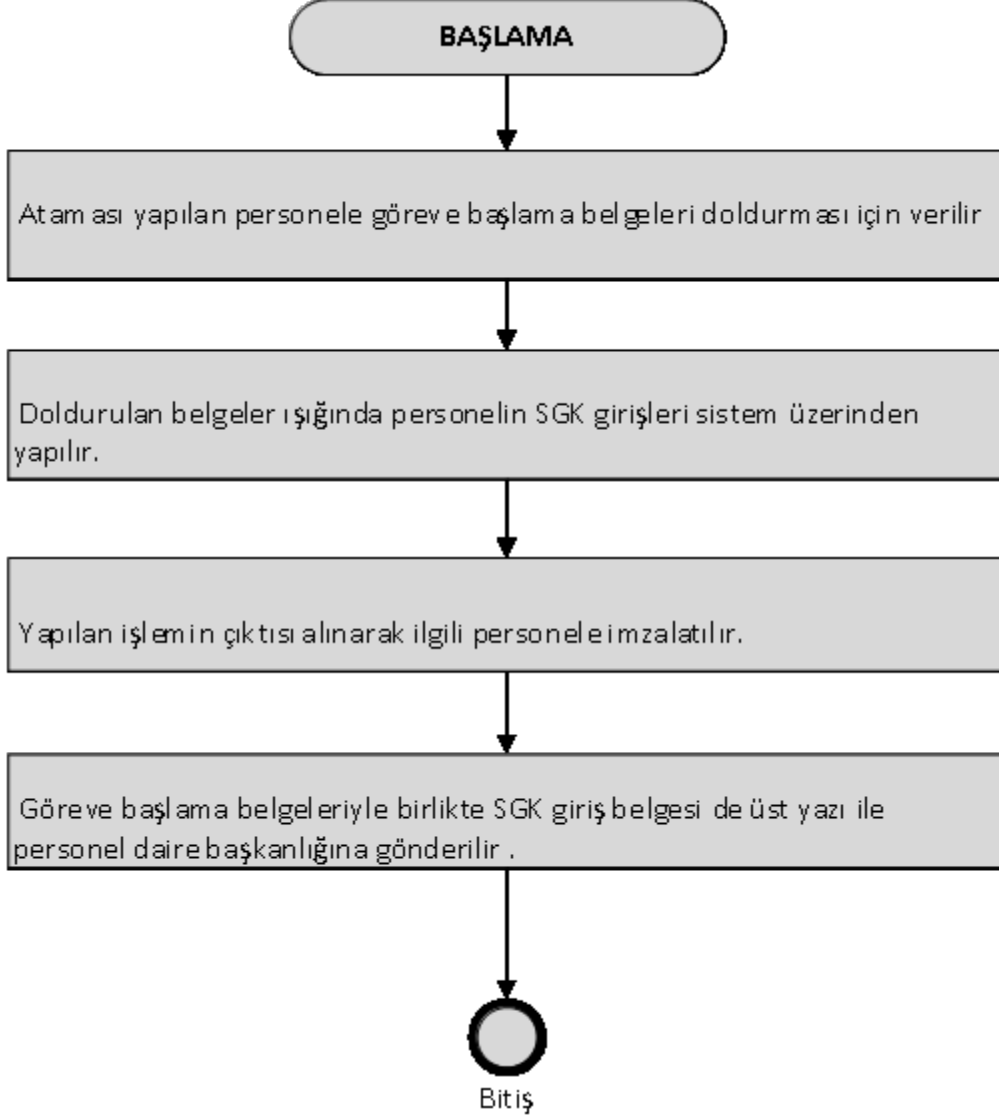 BAŞLAMA
Ataması yapılan personele göreve başlama belgeleri doldurması için verilir
Doldurulan belgeler ışığında personelin SGK girişleri sistem üzerinden
yapılır.
Yapılan işlemin çıktısı alınarak ilgili personele imzalatılır.
Göreve başlama belgeleriyle birlikte SGK giriş belgesi de üst yazı ile
personel daire başkanlığına gönderilir .
Bitiş